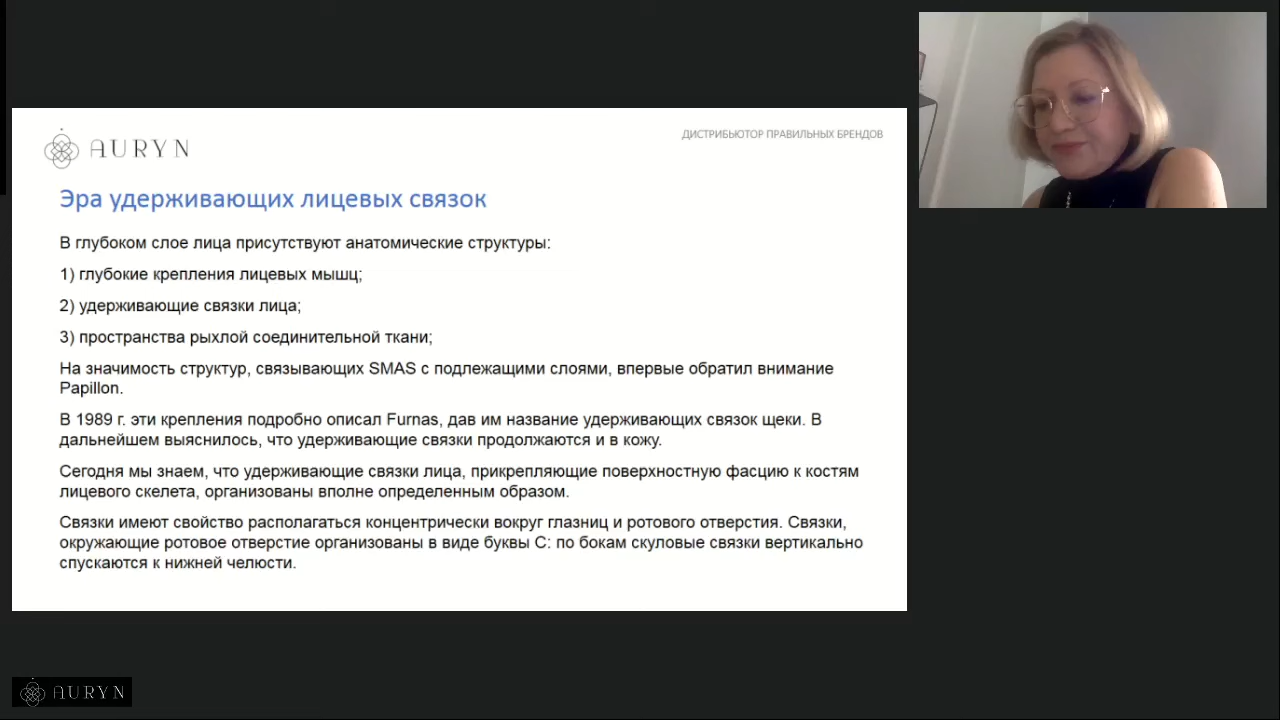 AURYN
ДИСТРИБЬЮТОР ПРАВИЛЬНЫХ БРЕНДОВ
Эра удерживающих лицевых связок
В глубоком слое лица присутствуют анатомические структуры:
1) глубокие крепления лицевых мышц;
2) удерживающие связки лица;
3) пространства рыхлой соединительной ткани;
На значимость структур, связывающих SMAS с подлежащими слоями, впервые обратил внимание
Papillon.
В 1989 г. эти крепления подробно описал Furnas, дав им название удерживающих связок щеки. В
дальнейшем выяснилось, что удерживающие связки продолжаются и в кожу.
Сегодня мы знаем, что удерживающие связки лица, прикрепляющие поверхностную фасцию к костям
лицевого скелета, организованы вполне определенным образом.
Связки имеют свойство располагаться концентрически вокруг глазниц и ротового отверстия. Связки,
окружающие ротовое отверстие организованы в виде буквы С: по бокам скуловые связки вертикально
спускаются к нижней челюсти.
AURYN